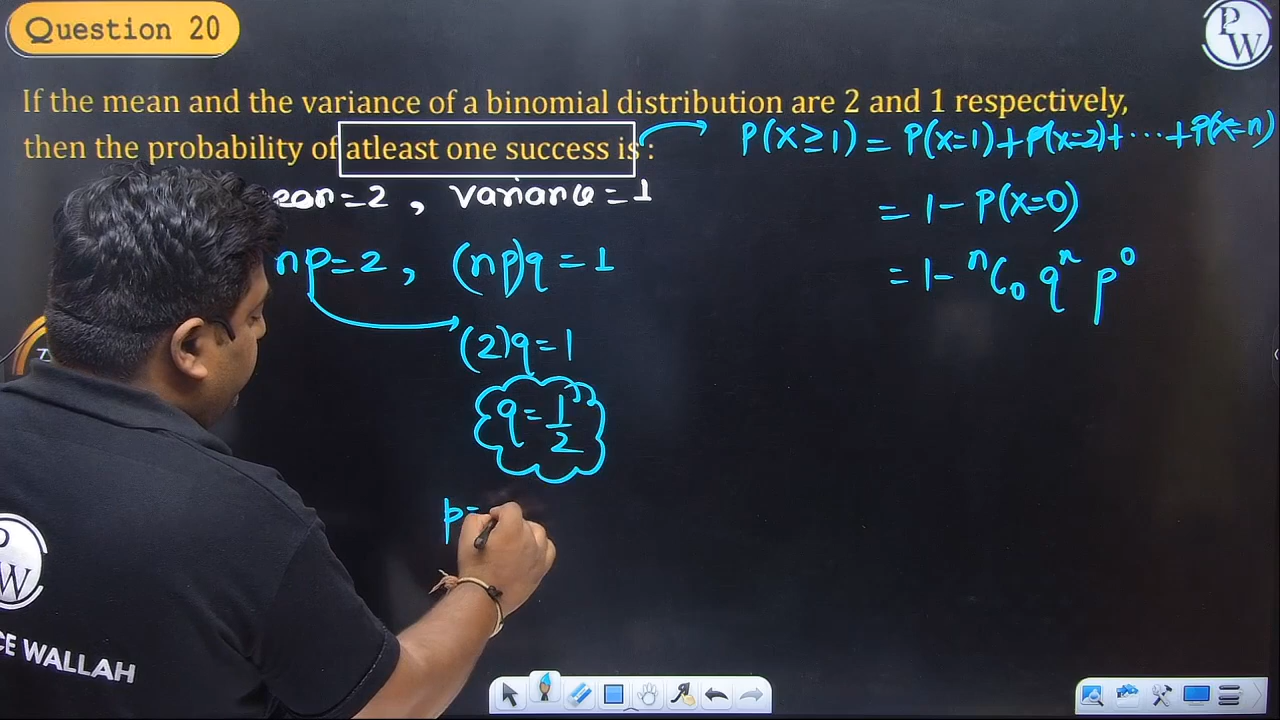 Question 20
PW
If the mean and the variance of a binomial distribution are 2 and 1 respectively,
then the probability of atleast one success is :
P(x≥1) = P(x=1)+P(x=2)+...+P(x=n)
=2 , variance=1
= 1- P(x=0)
np=2 , (np)q=1
= 1- ⁿC₀ qⁿ p⁰
(2)q=1
q=1/2
p=
W
WALLAH